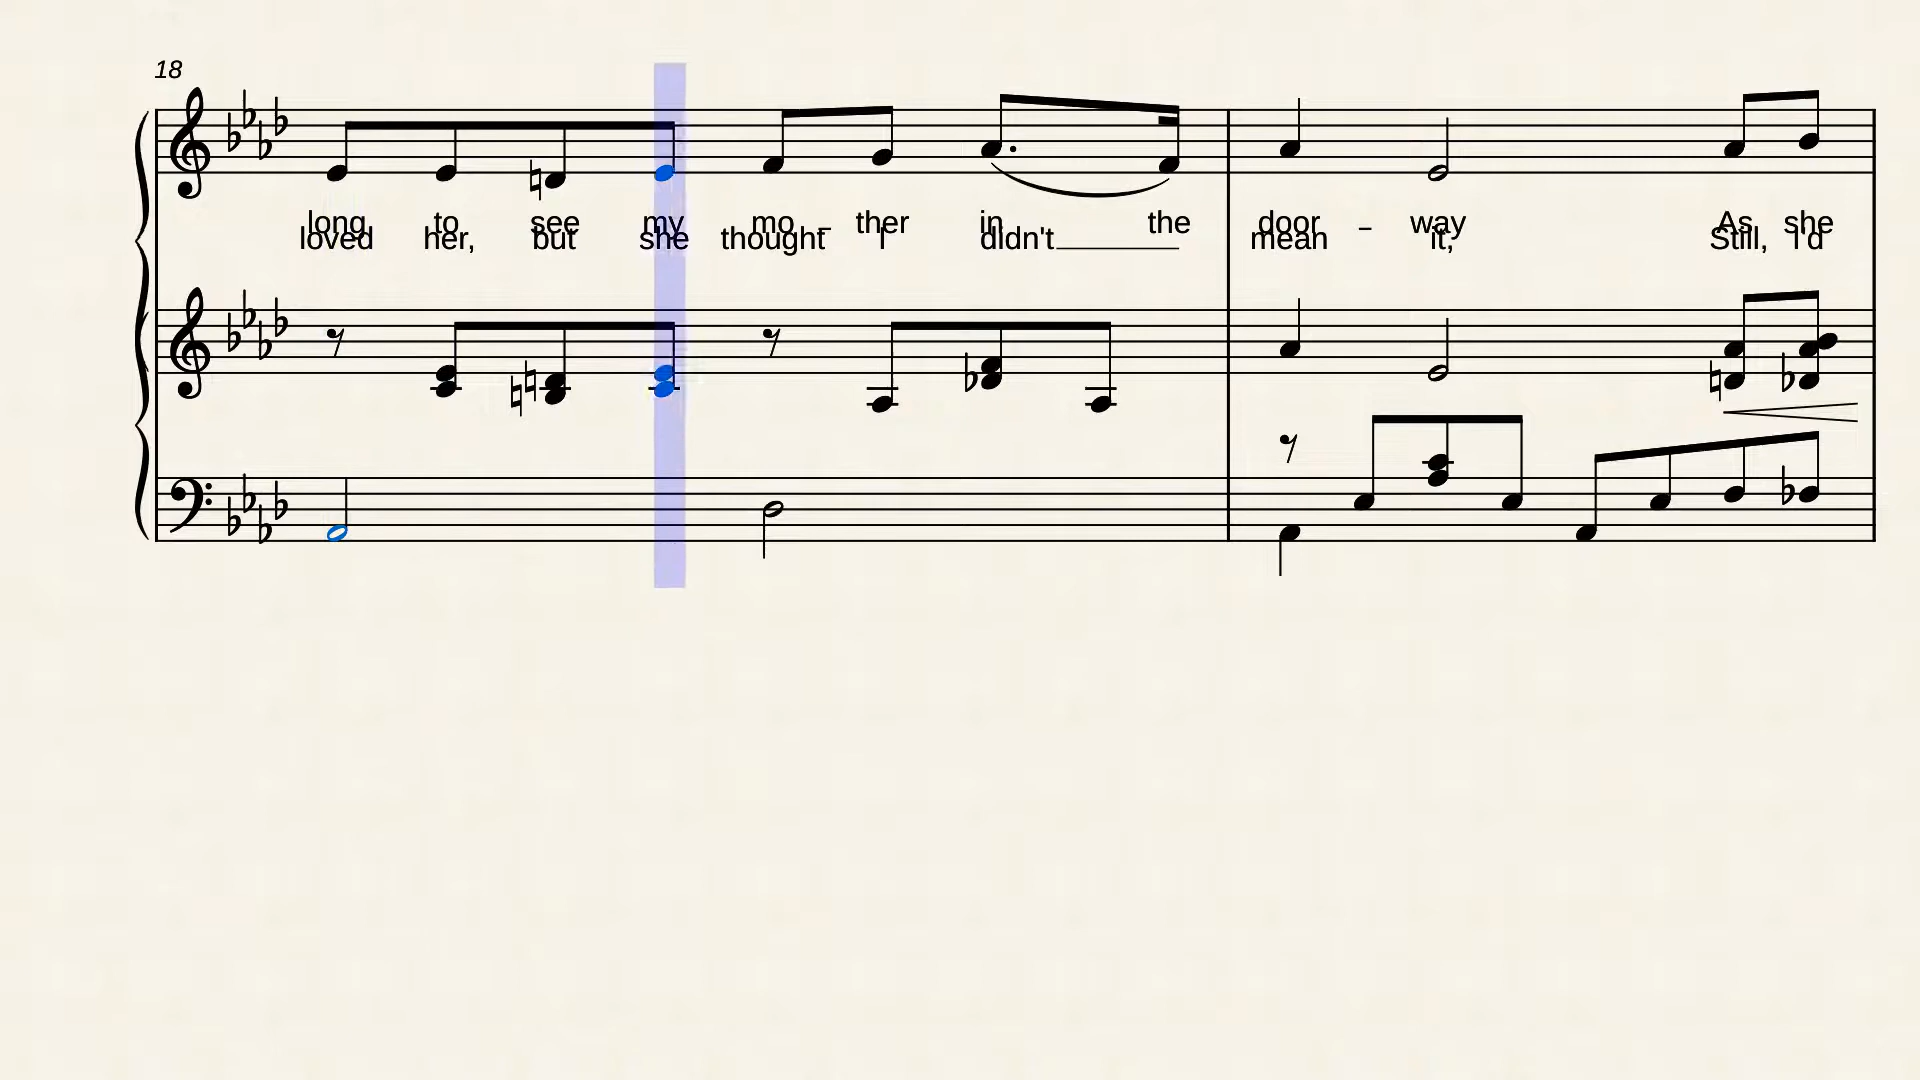 18
long to see my mo – ther in the door – way As she
loved her, but she thought I didn't mean it, Still, I'd